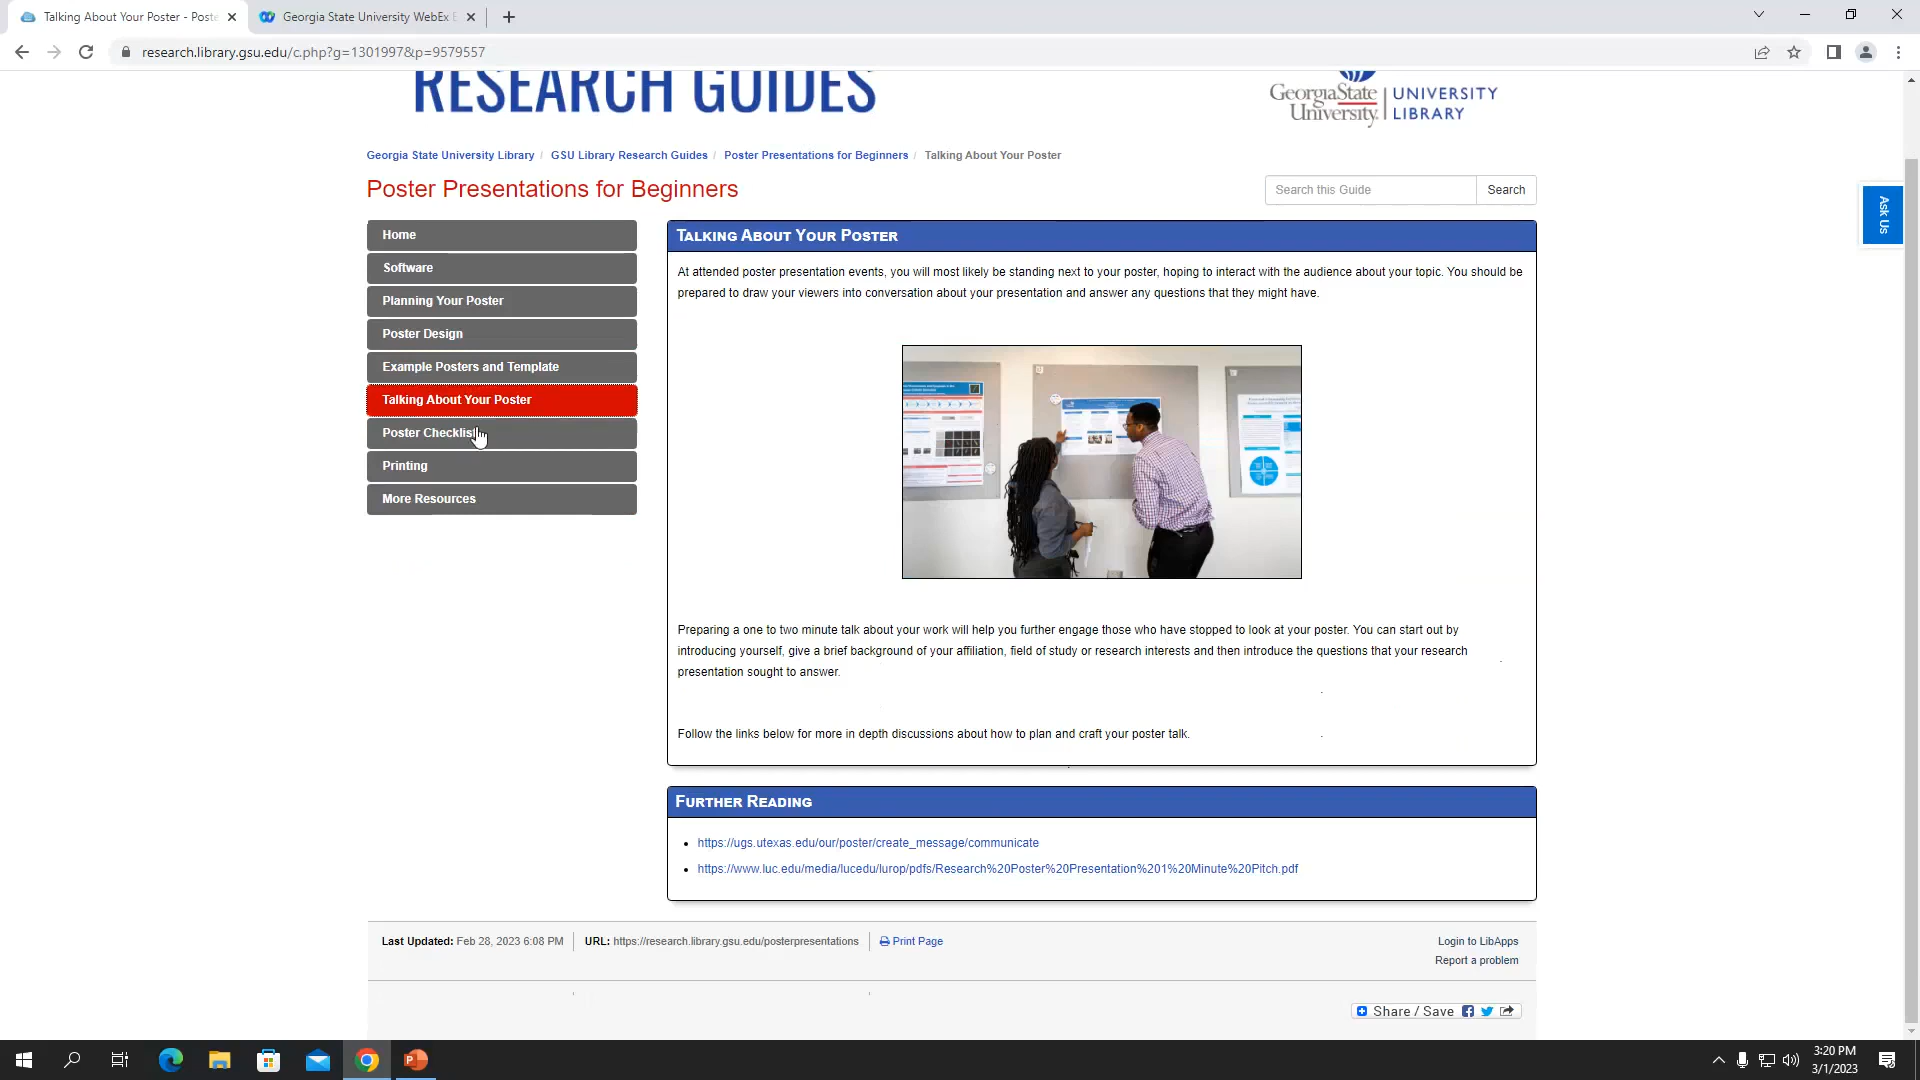 Talking About Your Poster - Poste
Georgia State University WebEx E
research.library.gsu.edu/c.php?g=1301997&p=9579557
RESEARCH GUIDES
GeorgiaState University. UNIVERSITY LIBRARY
Georgia State University Library / GSU Library Research Guides / Poster Presentations for Beginners / Talking About Your Poster
Poster Presentations for Beginners
Search this Guide
Search
Ask Us
Home
Software
Planning Your Poster
Poster Design
Example Posters and Template
Talking About Your Poster
Poster Checklist
Printing
More Resources
Talking About Your Poster
At attended poster presentation events, you will most likely be standing next to your poster, hoping to interact with the audience about your topic. You should be
prepared to draw your viewers into conversation about your presentation and answer any questions that they might have.
Preparing a one to two minute talk about your work will help you further engage those who have stopped to look at your poster. You can start out by
introducing yourself, give a brief background of your affiliation, field of study or research interests and then introduce the questions that your research
presentation sought to answer.
Follow the links below for more in depth discussions about how to plan and craft your poster talk.
Further Reading
https://ugs.utexas.edu/our/poster/create_message/communicate
https://www.luc.edu/media/lucedu/lurop/pdfs/Research%20Poster%20Presentation%201%20Minute%20Pitch.pdf
Last Updated: Feb 28, 2023 6:08 PM
URL: https://research.library.gsu.edu/posterpresentations
Print Page
Login to LibApps
Report a problem
Share / Save
3:20 PM
3/1/2023